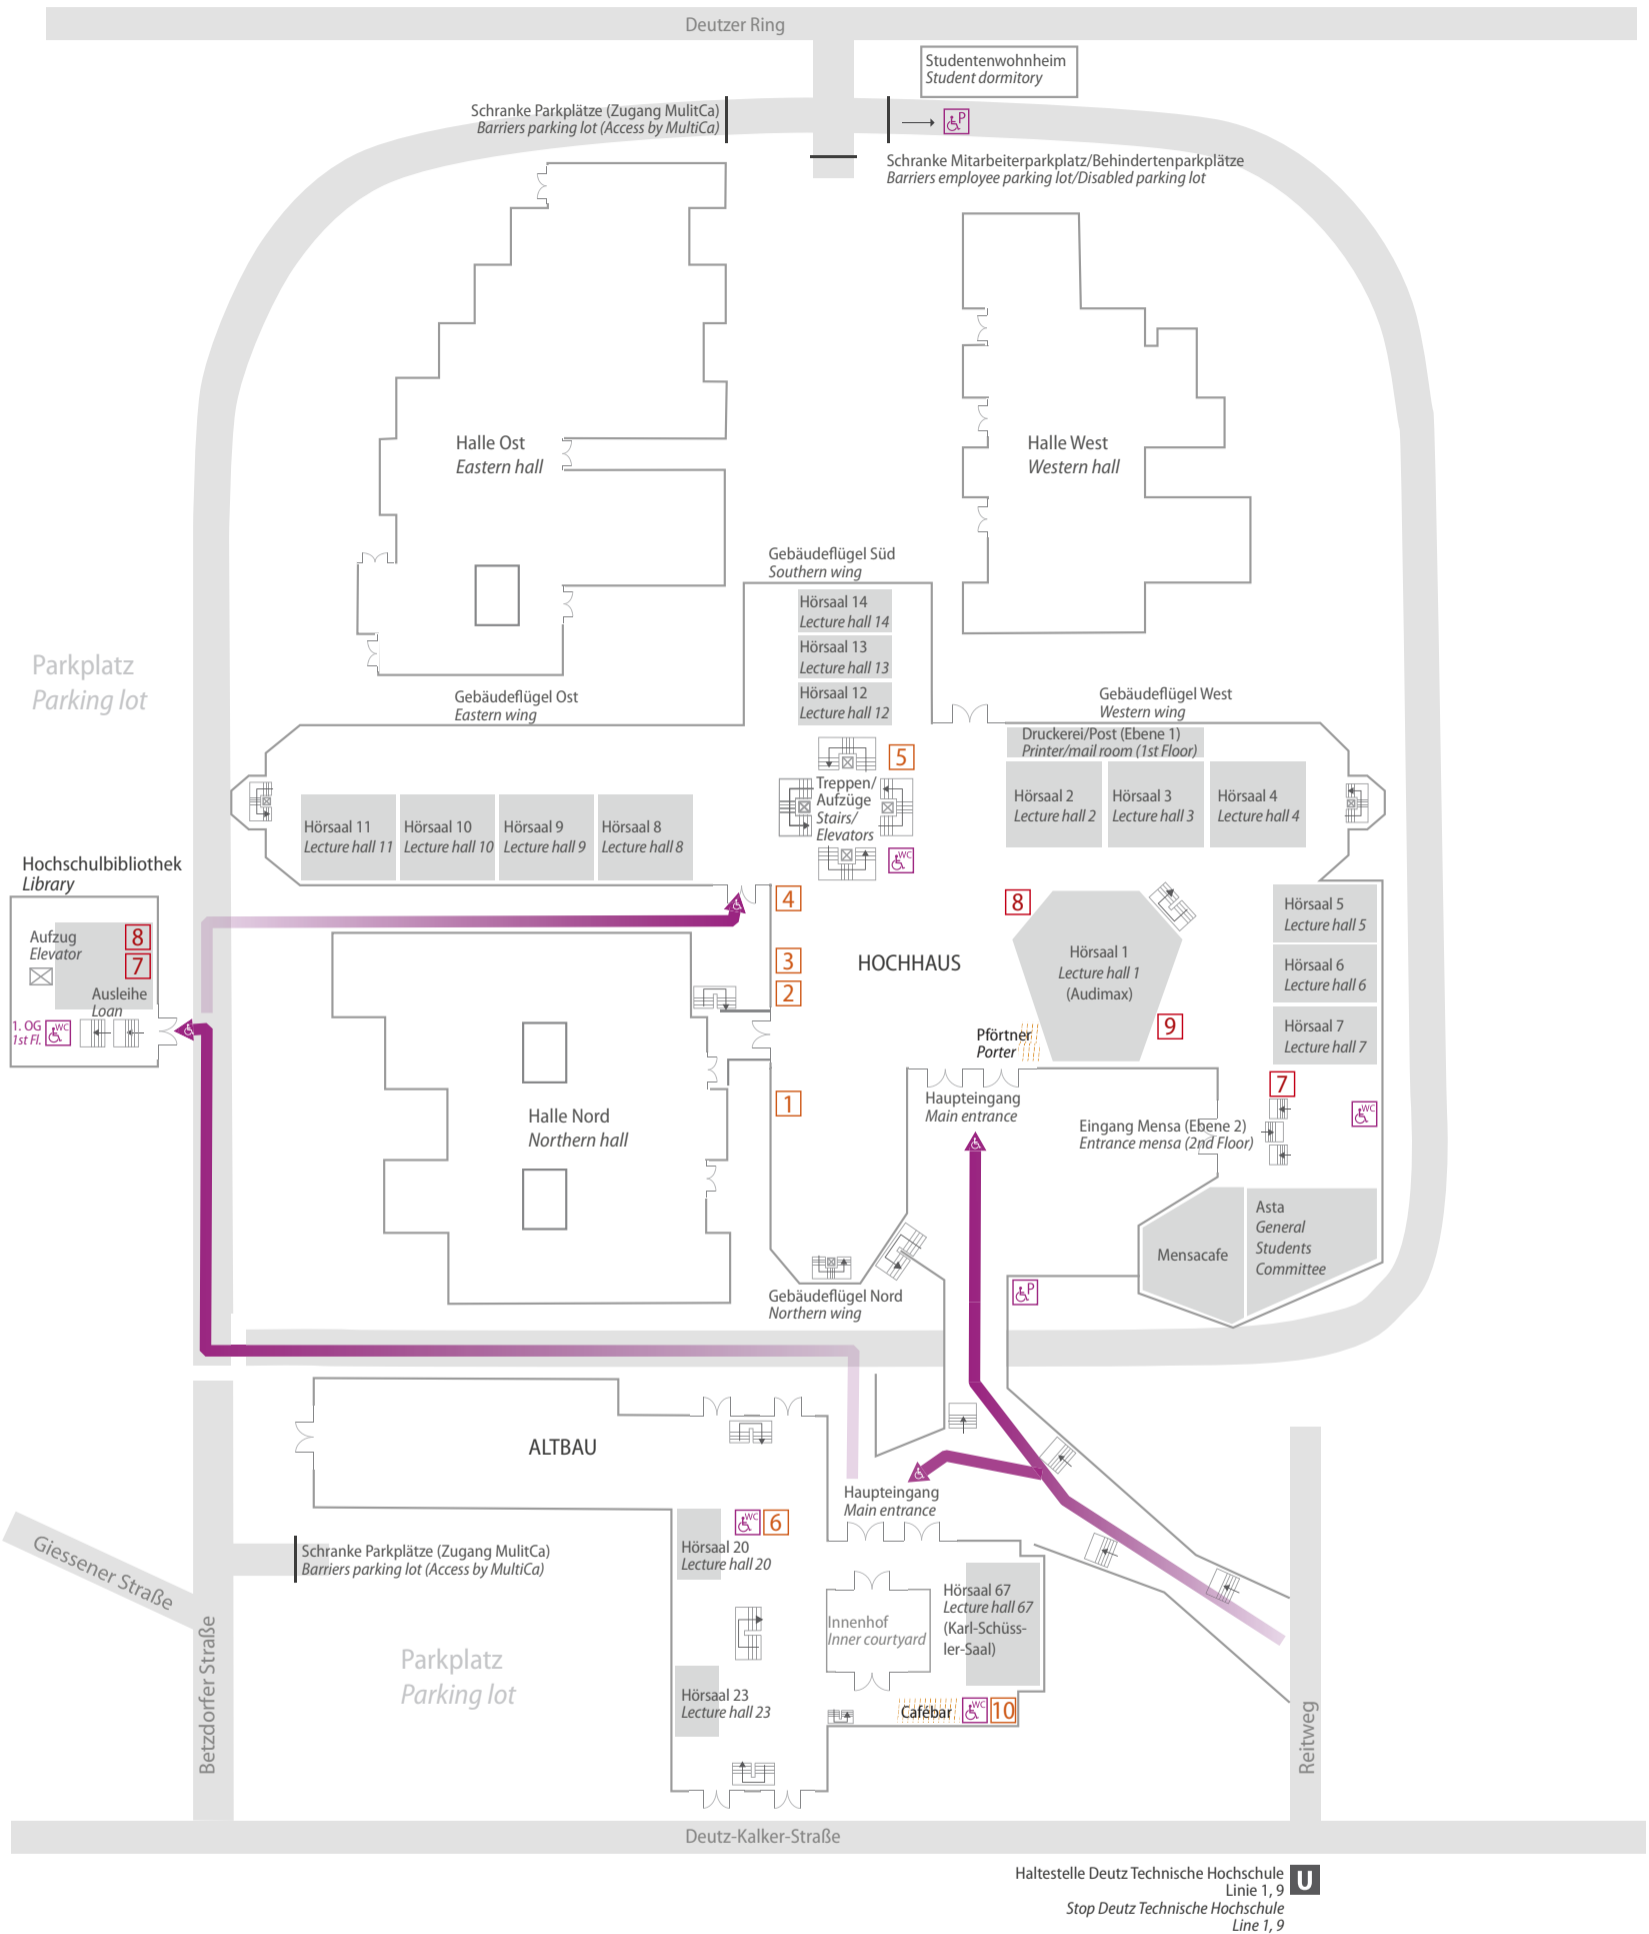 Deutzer Ring
Studentenwohnheim
Student dormitory
Schranke Parkplätze (Zugang MulitCa)
Barriers parking lot (Access by MultiCa)
P
Schranke Mitarbeiterparkplatz/Behindertenparkplätze
Barriers employee parking lot/Disabled parking lot
Halle Ost
Eastern hall
Halle West
Western hall
Gebäudeflügel Süd
Southern wing
Hörsaal 14
Lecture hall 14
Hörsaal 13
Lecture hall 13
Hörsaal 12
Lecture hall 12
Parkplatz
Parking lot
Gebäudeflügel Ost
Eastern wing
Gebäudeflügel West
Western wing
Druckerei/Post (Ebene 1)
Printer/mail room (1st Floor)
5
Treppen/
Aufzüge
Stairs/
Elevators
WC
Hörsaal 2
Lecture hall 2
Hörsaal 3
Lecture hall 3
Hörsaal 4
Lecture hall 4
Hörsaal 11
Lecture hall 11
Hörsaal 10
Lecture hall 10
Hörsaal 9
Lecture hall 9
Hörsaal 8
Lecture hall 8
Hochschulbibliothek
Library
Aufzug
Elevator
8
7
Ausleihe
Loan
1. OG
1st Fl.
WC
4
3
2
1
HOCHHAUS
8
Hörsaal 1
Lecture hall 1
(Audimax)
9
Pförtner
Porter
Hörsaal 5
Lecture hall 5
Hörsaal 6
Lecture hall 6
Hörsaal 7
Lecture hall 7
7
WC
Haupteingang
Main entrance
Eingang Mensa (Ebene 2)
Entrance mensa (2nd Floor)
Halle Nord
Northern hall
Mensacafe
Asta
General
Students
Committee
Gebäudeflügel Nord
Northern wing
P
ALTBAU
Haupteingang
Main entrance
WC
6
Hörsaal 20
Lecture hall 20
Schranke Parkplätze (Zugang MulitCa)
Barriers parking lot (Access by MultiCa)
Giessener Straße
Betzdorfer Straße
Parkplatz
Parking lot
Innenhof
Inner courtyard
Hörsaal 67
Lecture hall 67
(Karl-Schüss-
ler-Saal)
Hörsaal 23
Lecture hall 23
Cafébar
WC
10
Reitweg
Deutz-Kalker-Straße
Haltestelle Deutz Technische Hochschule
U
Linie 1, 9
Stop Deutz Technische Hochschule
Line 1, 9